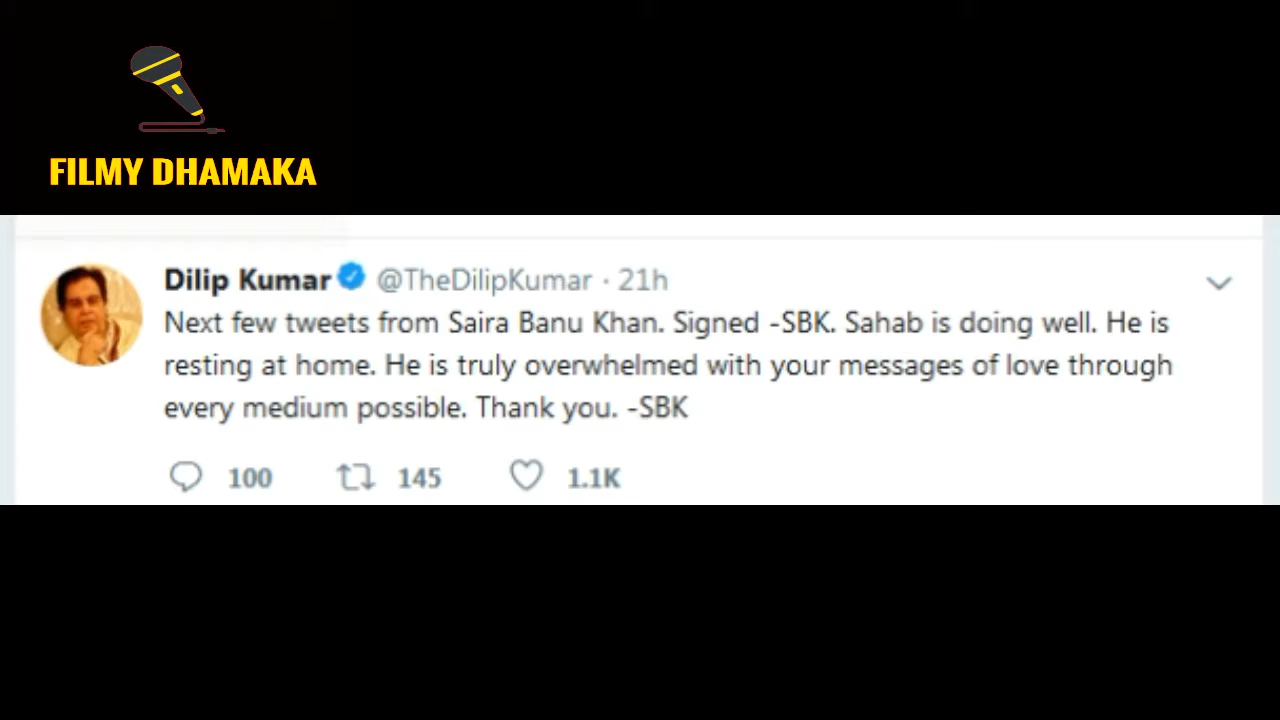 FILMY DHAMAKA
Dilip Kumar @TheDilipKumar · 21h
Next few tweets from Saira Banu Khan. Signed -SBK. Sahab is doing well. He is
resting at home. He is truly overwhelmed with your messages of love through
every medium possible. Thank you. -SBK
100 145 1.1K